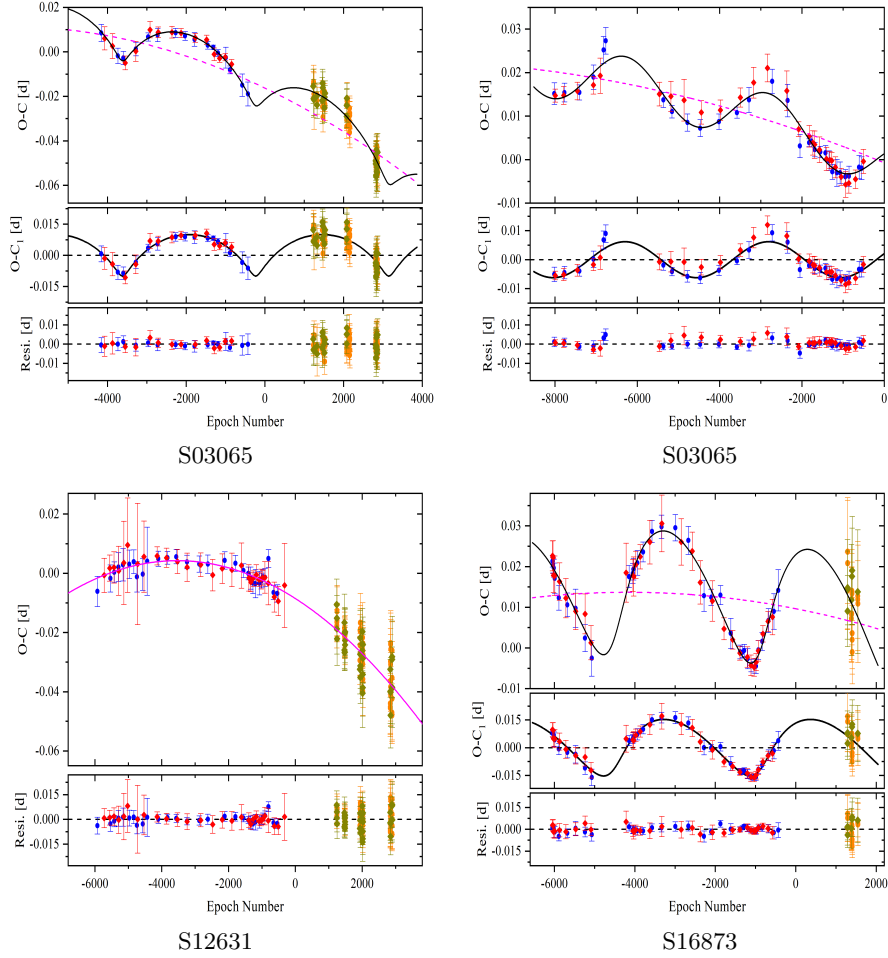 0.02
0.00
-0.02
-0.04
-0.06
O-C [d]
0.015
0.000
-0.015
O-C1 [d]
0.01
0.00
-0.01
Resi. [d]
-4000 -2000 0 2000 4000
Epoch Number
S03065
0.03
0.02
0.01
0.00
-0.01
O-C [d]
0.01
0.00
-0.01
O-C1 [d]
0.01
0.00
-0.01
Resi. [d]
-8000 -6000 -4000 -2000 0
Epoch Number
S03065
0.02
0.00
-0.02
-0.04
-0.06
O-C [d]
0.015
0.000
-0.015
Resi. [d]
-6000 -4000 -2000 0 2000
Epoch Number
S12631
0.03
0.02
0.01
0.00
-0.01
O-C [d]
0.015
0.000
-0.015
O-C1 [d]
0.015
0.000
-0.015
Resi. [d]
-6000 -4000 -2000 0 2000
Epoch Number
S16873